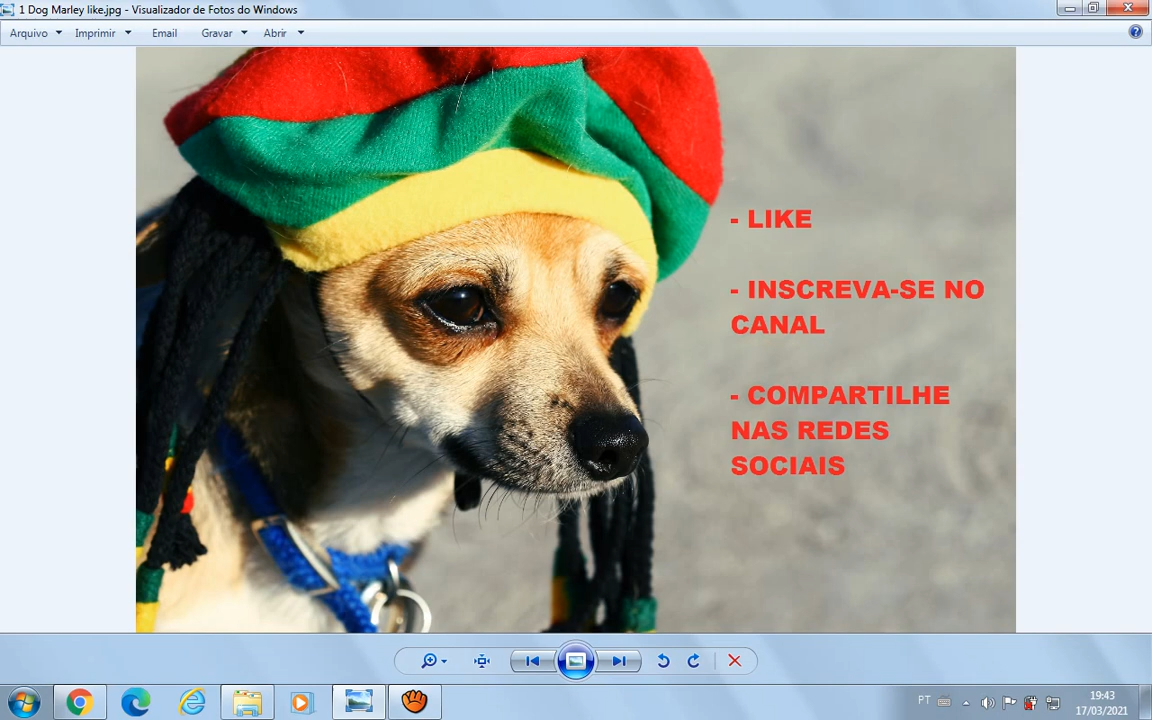 1 Dog Marley like.jpg - Visualizador de Fotos do Windows
Arquivo Imprimir Email Gravar Abrir
- LIKE
- INSCREVA-SE NO
CANAL
- COMPARTILHE
NAS REDES
SOCIAIS
PT
19:43
17/03/2021